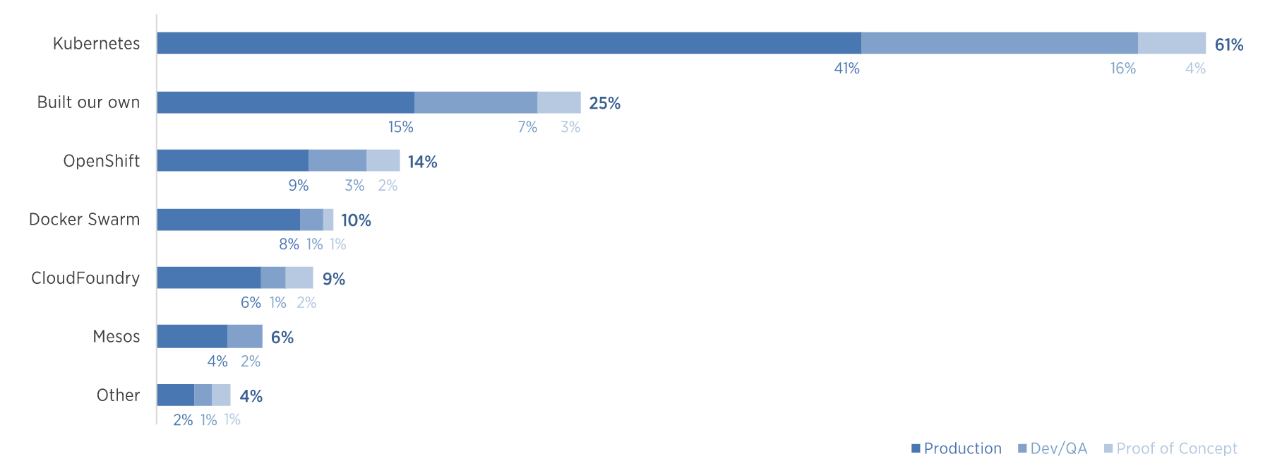 Kubernetes 61%
41% 16% 4%
Built our own 25%
15% 7% 3%
OpenShift 14%
9% 3% 2%
Docker Swarm 10%
8% 1% 1%
CloudFoundry 9%
6% 1% 2%
Mesos 6%
4% 2%
Other 4%
2% 1% 1%
Production Dev/QA Proof of Concept